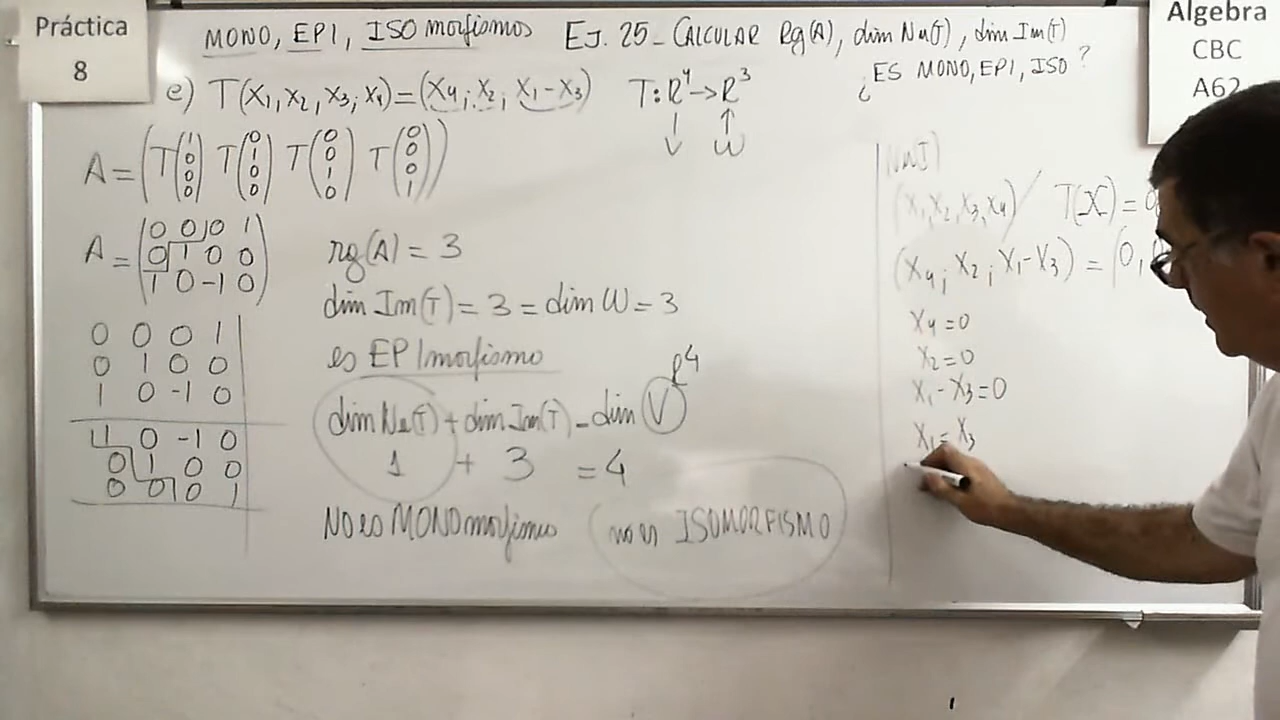 Práctica
8
MONO, EPI, ISO morfismos EJ. 25 - CALCULAR Rg(A), dim Nu(T), dim Im(T)
¿ES MONO, EPI, ISO?
Algebra
CBC
A62
e) T(X1, X2, X3, X4) = (X4; X2; X1-X3) T: R^4 -> R^3
V W
A = (T(1 0 0 0) T(0 1 0 0) T(0 0 1 0) T(0 0 0 1))
A = (0 0 0 1
0 1 0 0
1 0 -1 0)
0 0 0 1
0 1 0 0
1 0 -1 0
1 0 -1 0
0 1 0 0
0 0 0 1
rg(A) = 3
dim Im(T) = 3 = dim W = 3
es EPImorfismo
dim Nu(T) + dim Im(T) = dim V R^4
1 + 3 = 4
No es MONOmorfismo no es ISOMORFISMO
(X1, X2, X3, X4) / T(X) = 0
(X4; X2; X1-X3) = (0,
X4 = 0
X2 = 0
X1 - X3 = 0
X1 = X3